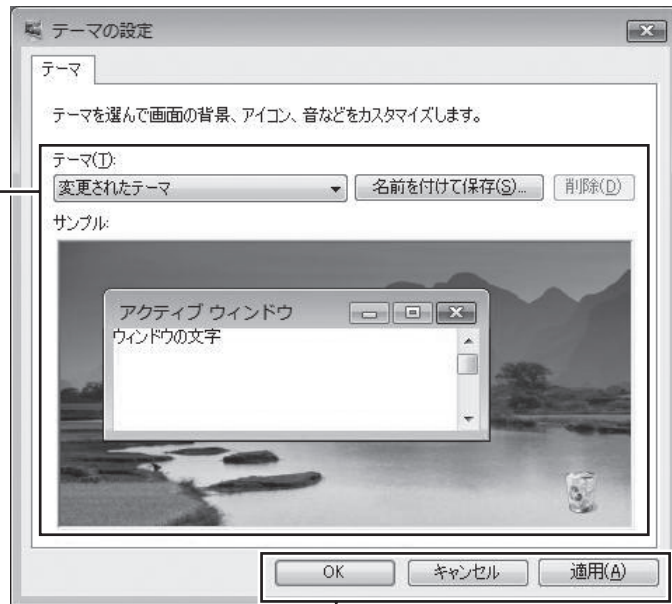 テーマの設定
テーマ
テーマを選んで画面の背景、アイコン、音などをカスタマイズします。
テーマ(T):
変更されたテーマ 名前を付けて保存(S)... 削除(D)
サンプル:
アクティブ ウィンドウ
ウィンドウの文字
OK キャンセル 適用(A)